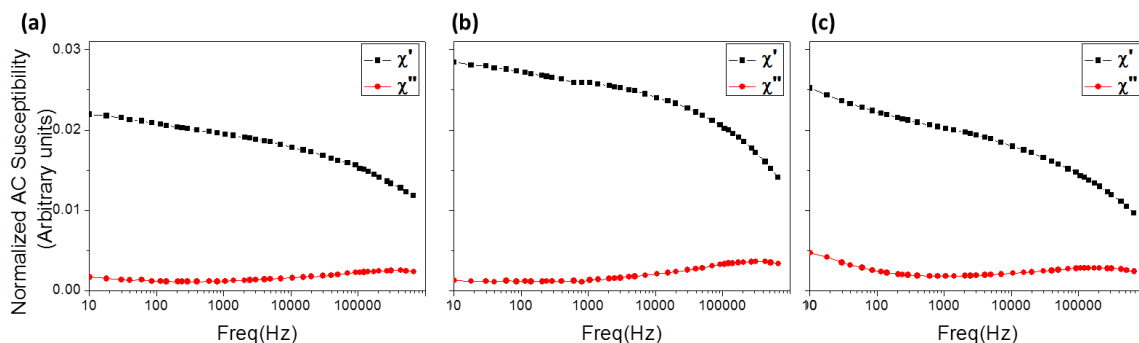 (a)
(b)
(c)
Normalized AC Susceptibility
(Arbitrary units)
0.03
0.02
0.01
0.00
χ'
χ''
χ'
χ''
χ'
χ''
10 100 1000 10000 100000
10 100 1000 10000 100000
10 100 1000 10000 100000
Freq(Hz)
Freq(Hz)
Freq(Hz)